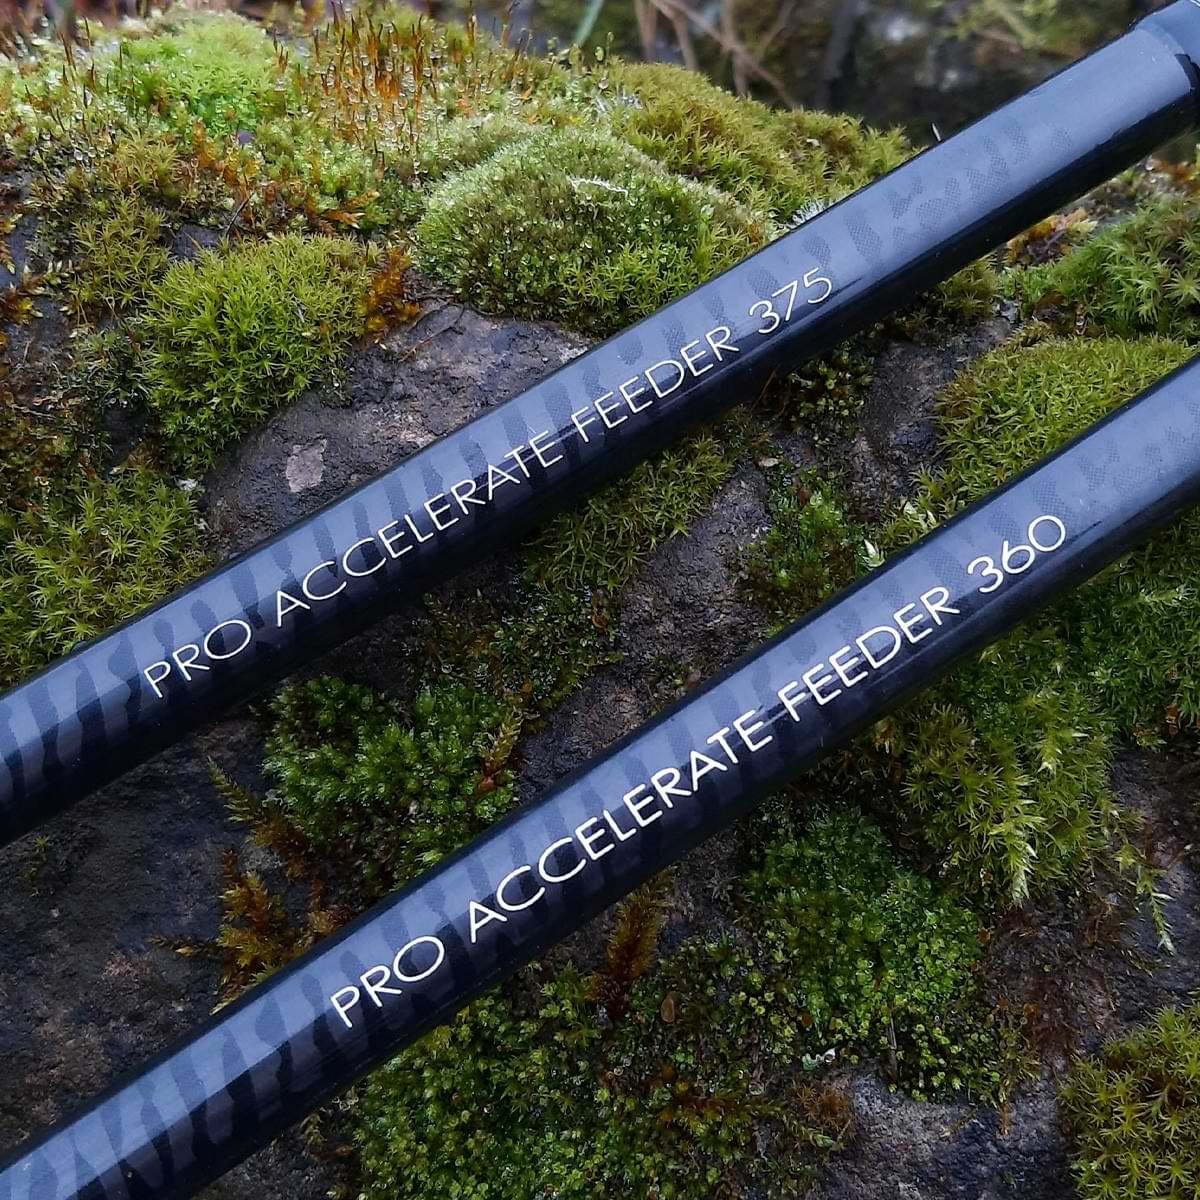 PRO ACCELERATE FEEDER 375
PRO ACCELERATE FEEDER 360